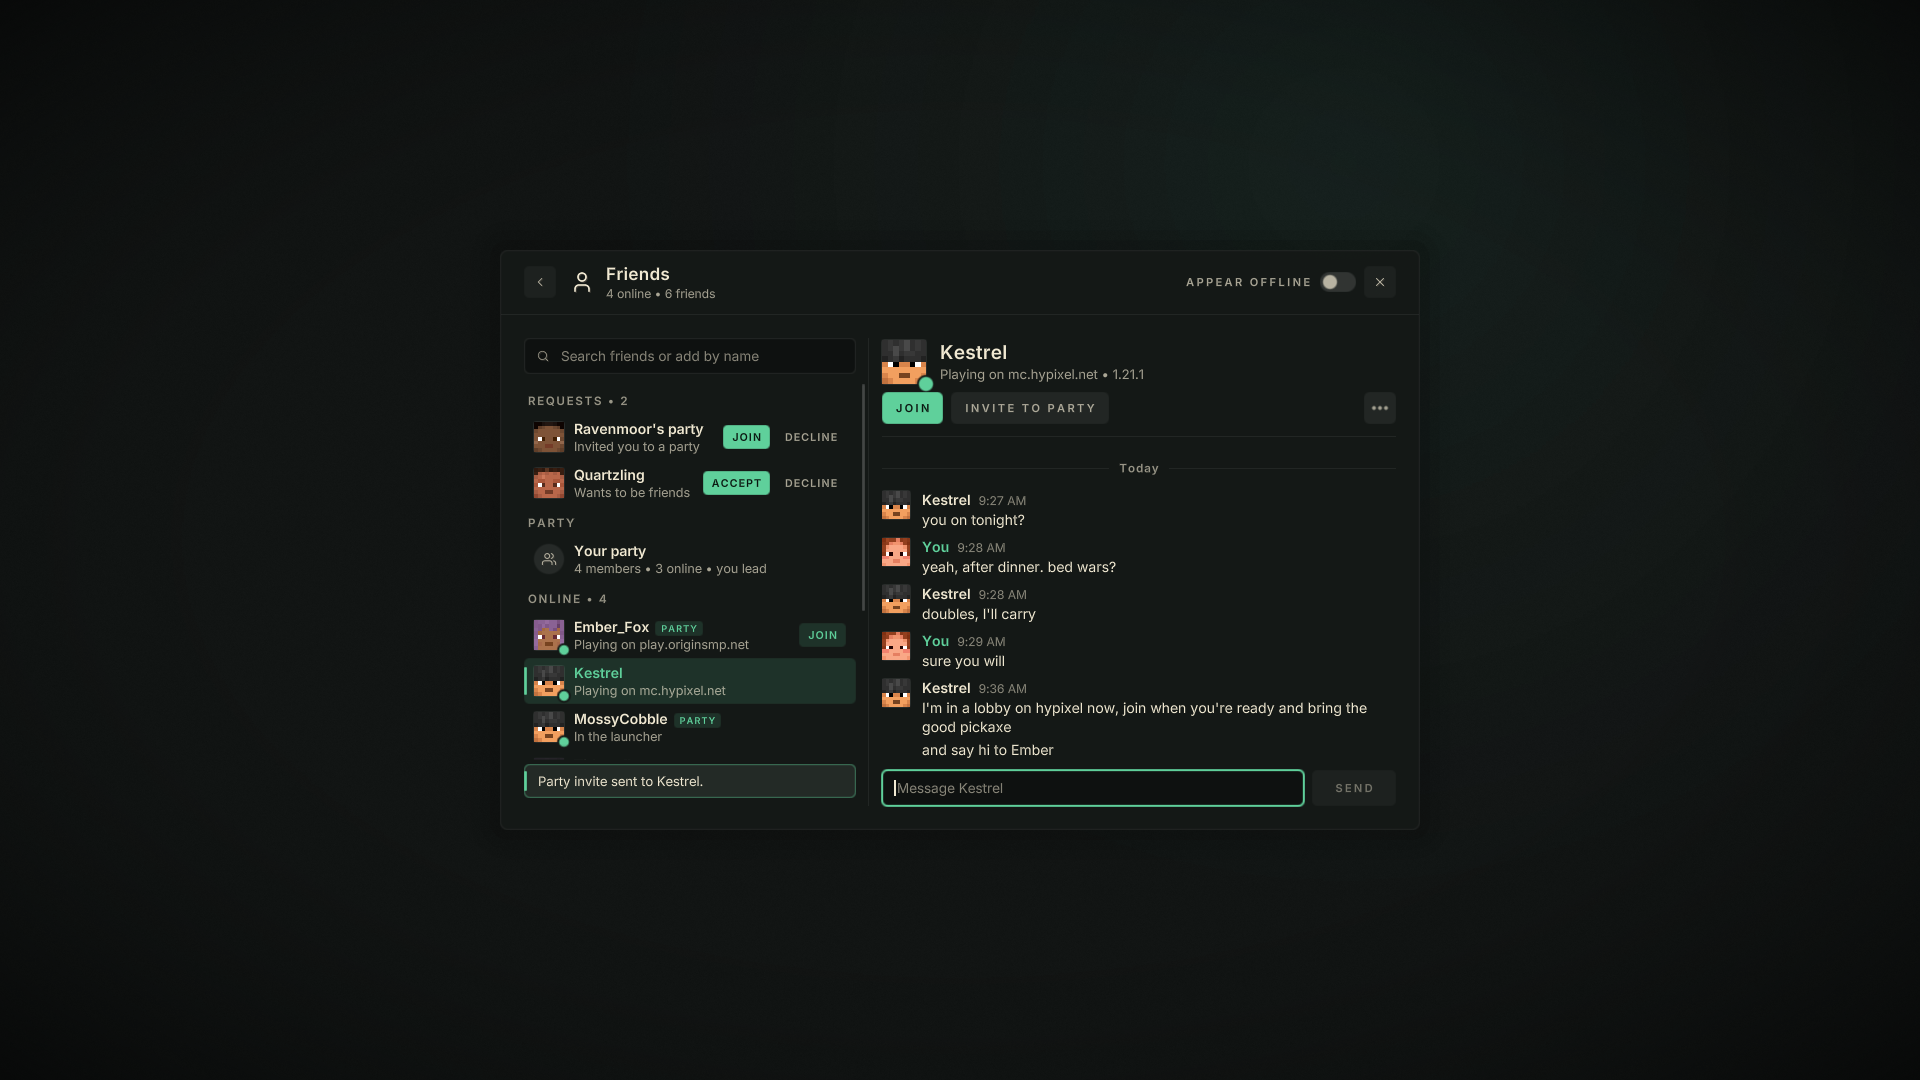 Friends
4 online • 6 friends
APPEAR OFFLINE
Search friends or add by name
REQUESTS • 2
Ravenmoor's party
Invited you to a party
JOIN
DECLINE
Quartzling
Wants to be friends
ACCEPT
DECLINE
PARTY
Your party
4 members • 3 online • you lead
ONLINE • 4
Ember_Fox PARTY
Playing on play.originsmp.net
JOIN
Kestrel
Playing on mc.hypixel.net
MossyCobble PARTY
In the launcher
Party invite sent to Kestrel.
Kestrel
Playing on mc.hypixel.net • 1.21.1
JOIN
INVITE TO PARTY
Today
Kestrel 9:27 AM
you on tonight?
You 9:28 AM
yeah, after dinner. bed wars?
Kestrel 9:28 AM
doubles, I'll carry
You 9:29 AM
sure you will
Kestrel 9:36 AM
I'm in a lobby on hypixel now, join when you're ready and bring the
good pickaxe
and say hi to Ember
Message Kestrel
SEND